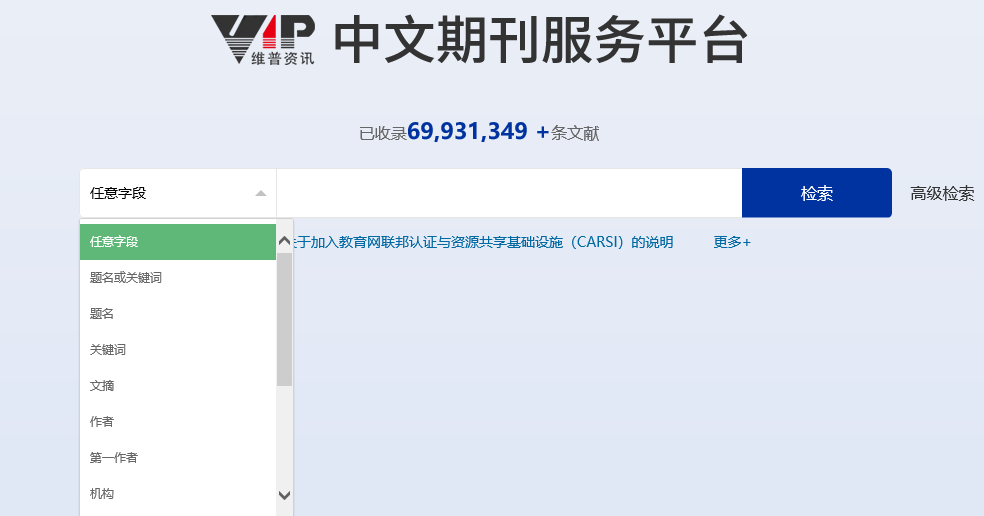 VIP
维普资讯
中文期刊服务平台
已收录69,931,349 +条文献
任意字段
检索
高级检索
任意字段
于加入教育网联邦认证与资源共享基础设施（CARSI）的说明
更多+
题名或关键词
题名
关键词
文摘
作者
第一作者
机构